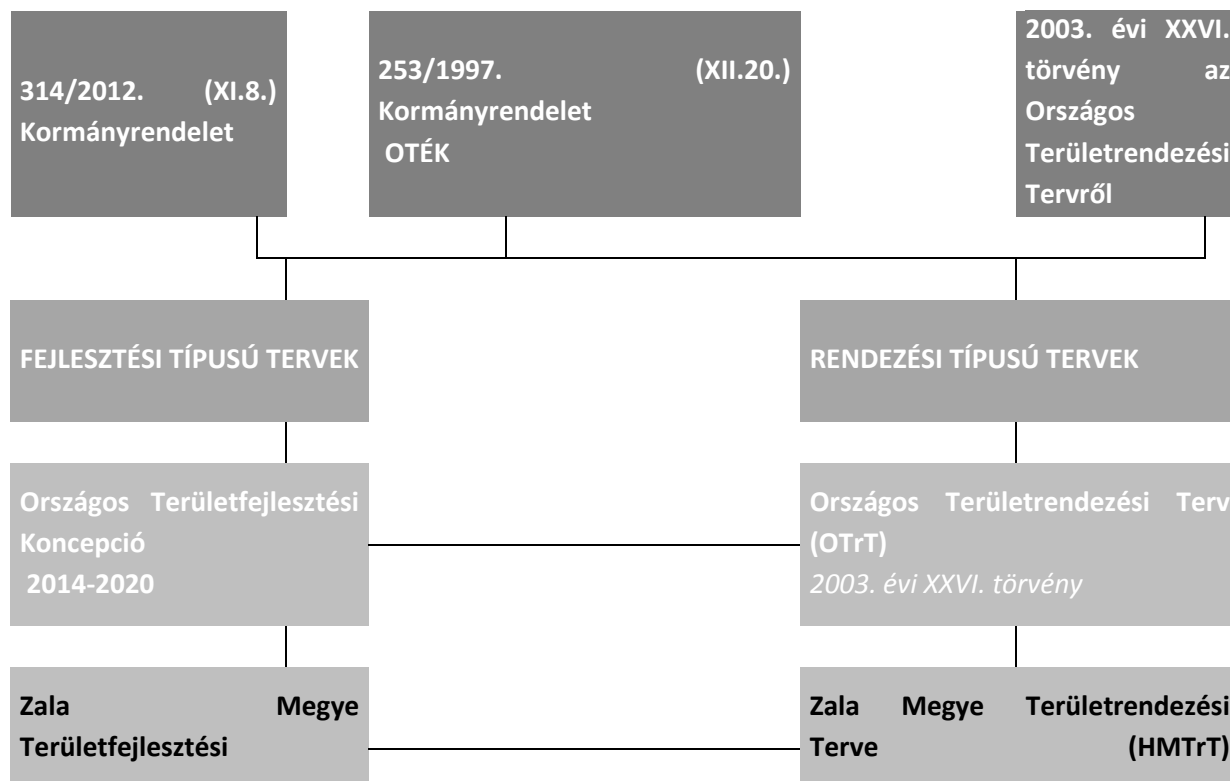 314/2012. (XI.8.)
Kormányrendelet
253/1997. (XII.20.)
Kormányrendelet
OTÉK
2003. évi XXVI.
törvény az
Országos
Területrendezési
Tervről
FEJLESZTÉSI TÍPUSÚ TERVEK
RENDEZÉSI TÍPUSÚ TERVEK
Országos Területfejlesztési
Koncepció
2014-2020
Országos Területrendezési Terv
(OTrT)
2003. évi XXVI. törvény
Zala Megye
Területfejlesztési
Zala Megye Területrendezési
Terve (HMTrT)